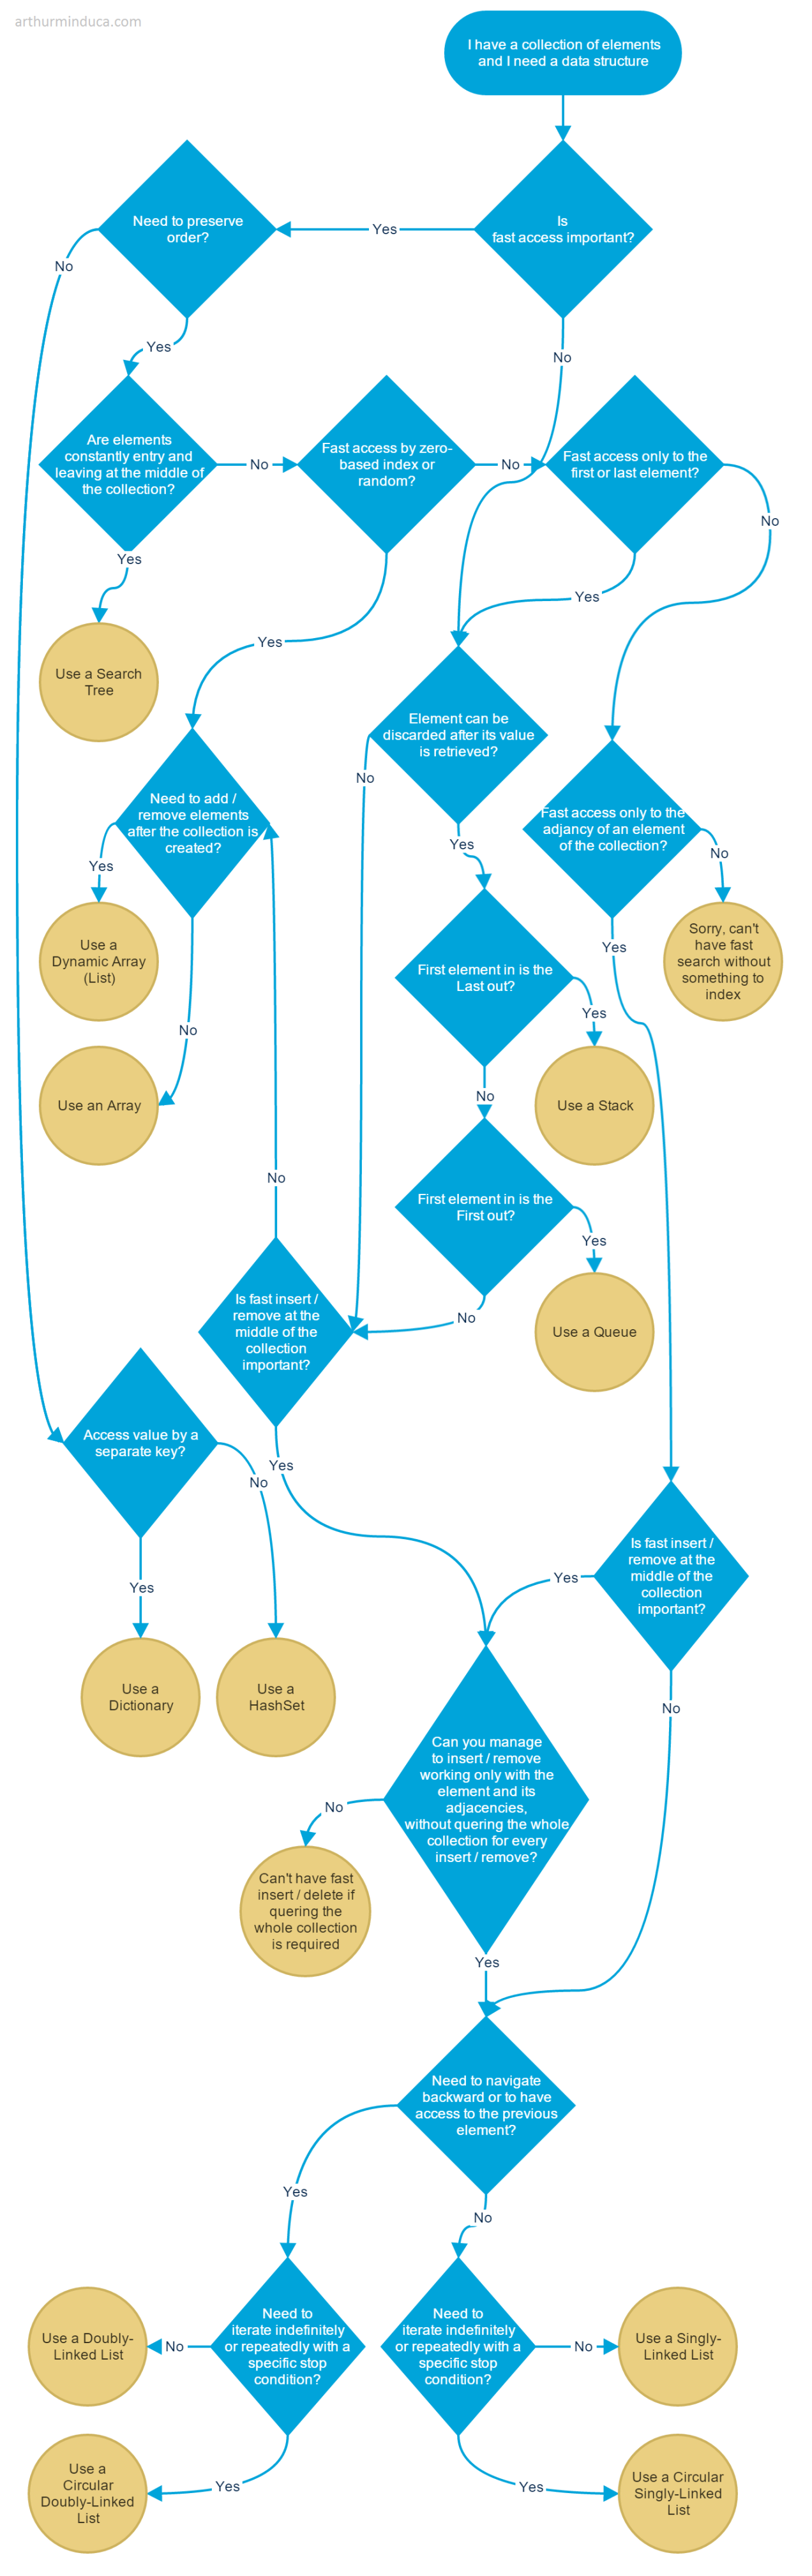 arthurminduca.com
I have a collection of elements
and I need a data structure
Is
fast access important?
Yes
Need to preserve
order?
No
Yes
No
Are elements
constantly entry and
leaving at the middle of
the collection?
No
Fast access by zero-
based index or
random?
No
Fast access only to the
first or last element?
No
Yes
Yes
Yes
Use a Search
Tree
Element can be
discarded after its value
is retrieved?
No
Yes
Need to add /
remove elements
after the collection is
created?
Yes
No
Fast access only to the
adjancy of an element
of the collection?
No
Yes
Use a
Dynamic Array
(List)
Sorry, can't
have fast
search without
something to
index
First element in is the
Last out?
Yes
No
Use an Array
Use a Stack
No
First element in is the
First out?
Yes
No
Is fast insert /
remove at the
middle of the
collection
important?
Yes
Use a Queue
Access value by a
separate key?
No
Yes
Is fast insert /
remove at the
middle of the
collection
important?
Yes
No
Use a
Dictionary
Use a
HashSet
Can you manage
to insert / remove
working only with the
element and its
adjacencies,
without quering the whole
collection for every
insert / remove?
No
Can't have fast
insert / delete if
quering the
whole collection
is required
Yes
Need to navigate
backward or to have
access to the previous
element?
Yes
No
Use a Doubly-
Linked List
No
Need to
iterate indefinitely
or repeatedly with a
specific stop
condition?
Need to
iterate indefinitely
or repeatedly with a
specific stop
condition?
No
Use a Singly-
Linked List
Use a
Circular
Doubly-Linked
List
Yes
Yes
Use a Circular
Singly-Linked
List